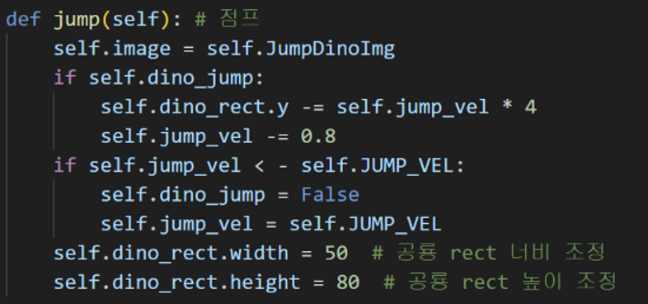 def jump(self): # 점프
    self.image = self.JumpDinoImg
    if self.dino_jump:
        self.dino_rect.y -= self.jump_vel * 4
        self.jump_vel -= 0.8
    if self.jump_vel < - self.JUMP_VEL:
        self.dino_jump = False
        self.jump_vel = self.JUMP_VEL
    self.dino_rect.width = 50  # 공룡 rect 너비 조정
    self.dino_rect.height = 80  # 공룡 rect 높이 조정